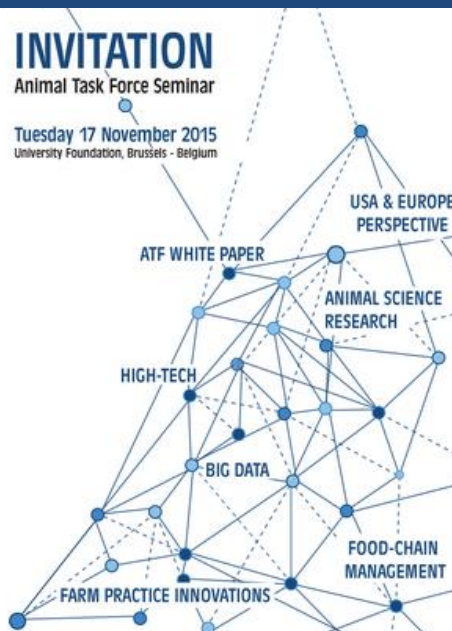 INVITATION
Animal Task Force Seminar
Tuesday 17 November 2015
University Foundation, Brussels - Belgium
USA & EUROPE
PERSPECTIVE
ATF WHITE PAPER
ANIMAL SCIENCE
RESEARCH
HIGH-TECH
BIG DATA
FOOD-CHAIN
MANAGEMENT
FARM PRACTICE INNOVATIONS